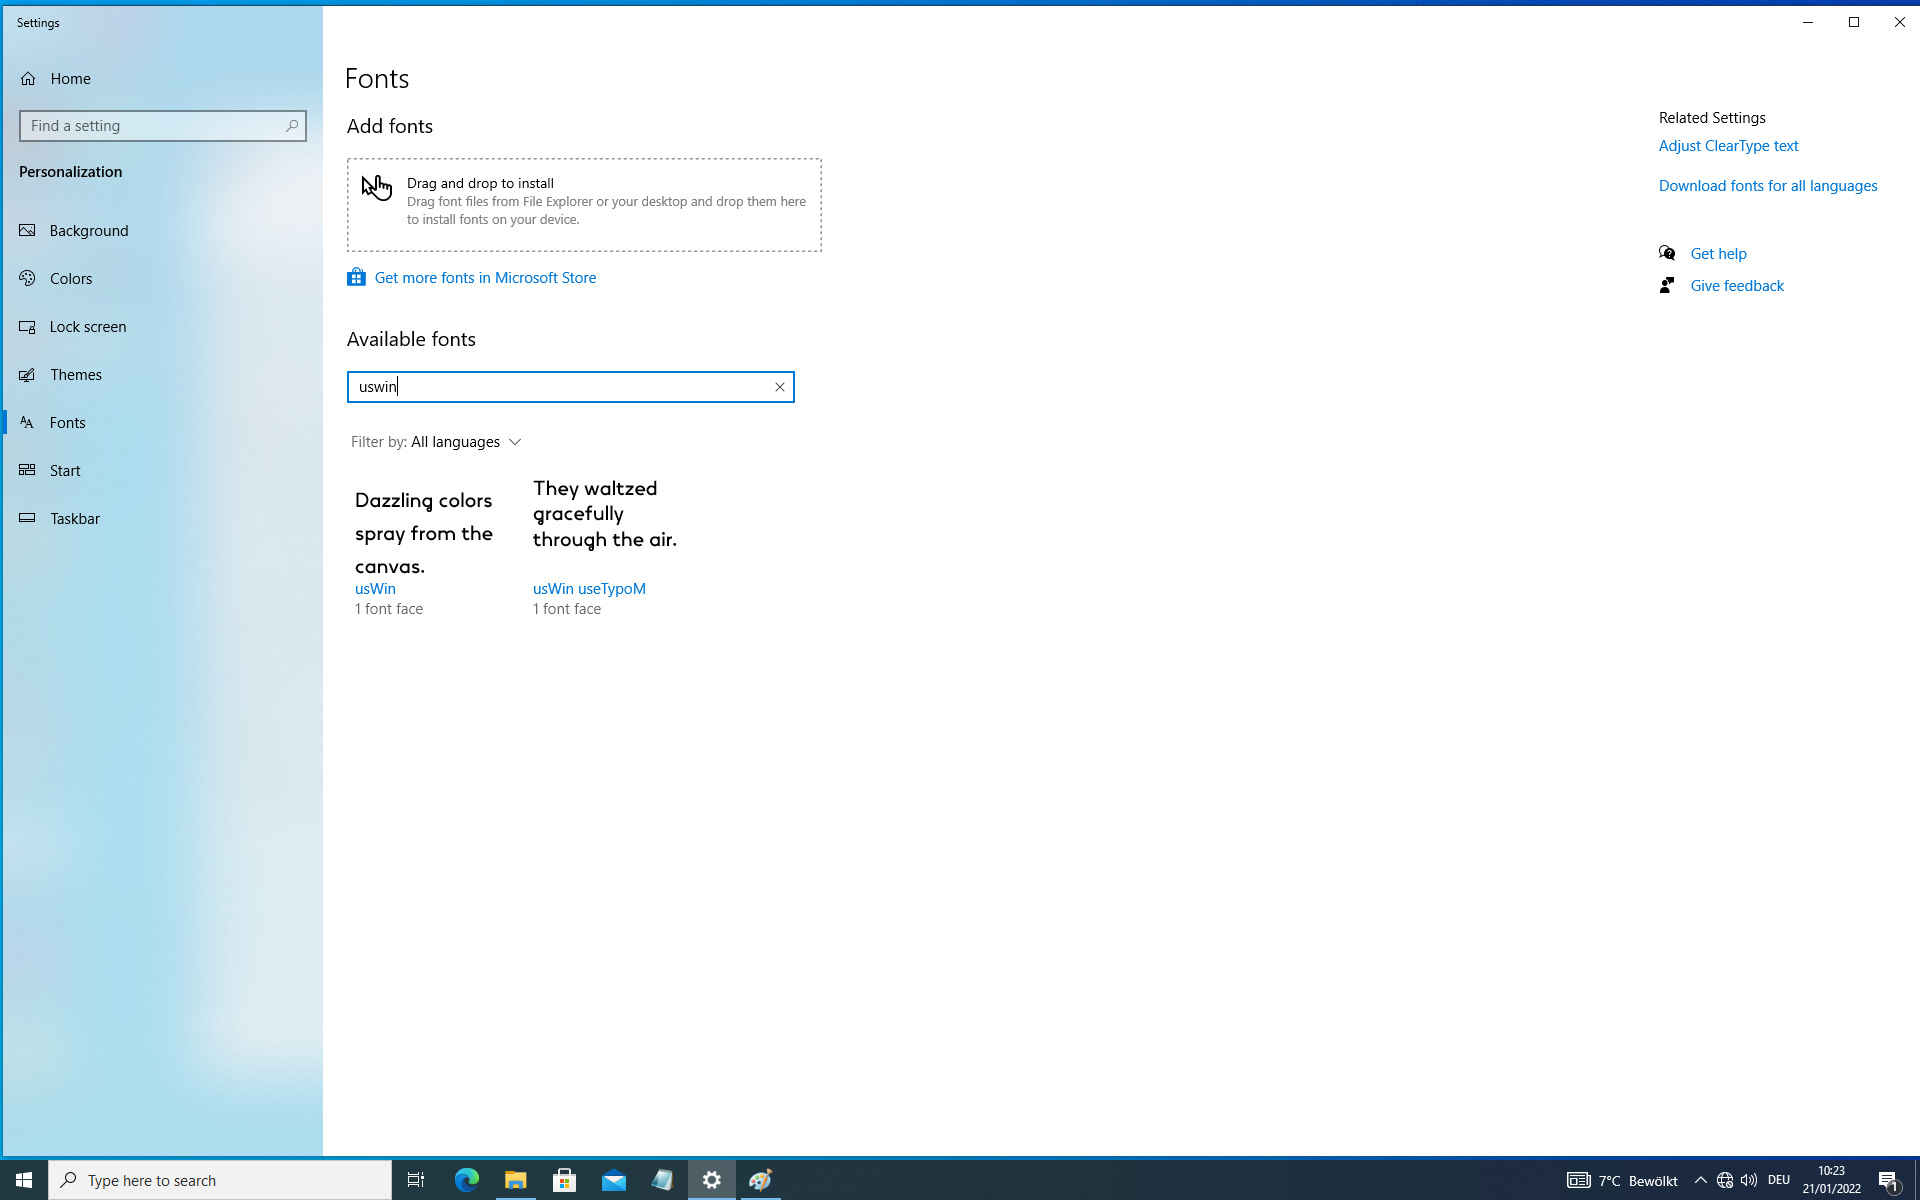 Settings
Home
Find a setting
Personalization
Background
Colors
Lock screen
Themes
Fonts
Start
Taskbar
Fonts
Add fonts
Drag and drop to install
Drag font files from File Explorer or your desktop and drop them here
to install fonts on your device.
Get more fonts in Microsoft Store
Available fonts
uswin
Filter by: All languages
Dazzling colors
spray from the
canvas.
usWin
1 font face
They waltzed
gracefully
through the air.
usWin useTypoM
1 font face
Related Settings
Adjust ClearType text
Download fonts for all languages
Get help
Give feedback
Type here to search
7°C Bewölkt
DEU
10:23
21/01/2022
1